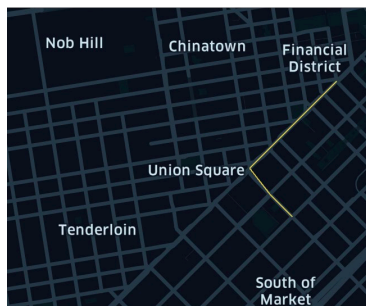 Nob Hill
Chinatown
Financial
District
Union Square
Tenderloin
South of
Market